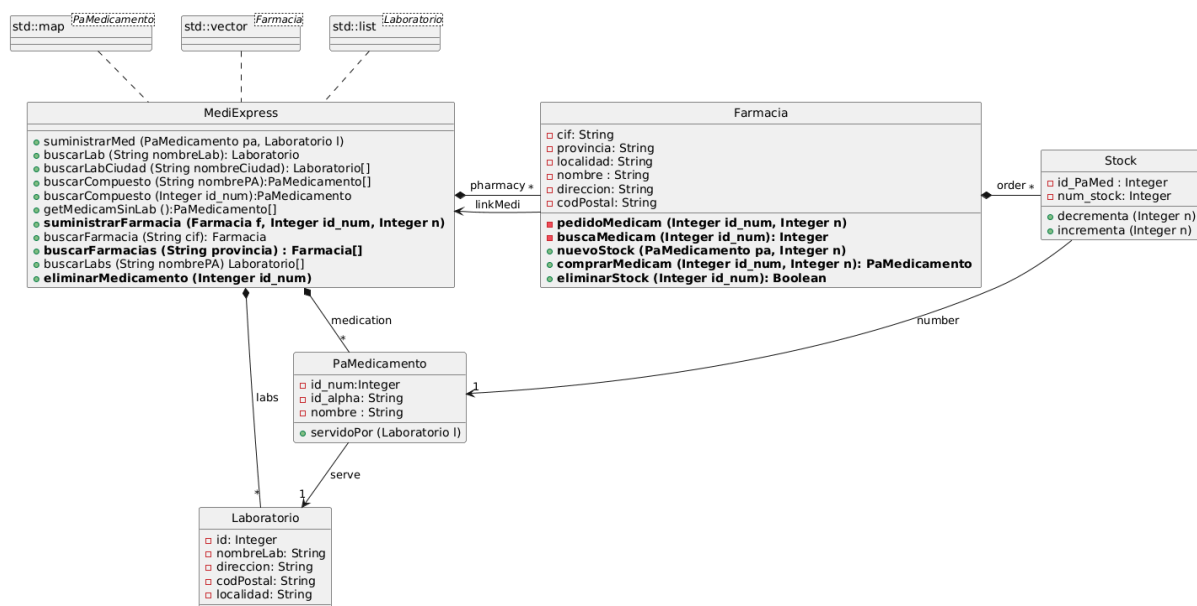 std::map
PaMedicamento
std::vector
Farmacia
std::list
Laboratorio
MediExpress
suministrarMed (PaMedicamento pa, Laboratorio l)
buscarLab (String nombreLab): Laboratorio
buscarLabCiudad (String nombreCiudad): Laboratorio[]
buscarCompuesto (String nombrePA):PaMedicamento[]
buscarCompuesto (Integer id_num):PaMedicamento
getMedicamSinLab ():PaMedicamento[]
suministrarFarmacia (Farmacia f, Integer id_num, Integer n)
buscarFarmacia (String cif): Farmacia
buscarFarmacias (String provincia) : Farmacia[]
buscarLabs (String nombrePA) Laboratorio[]
eliminarMedicamento (Intenger id_num)
pharmacy *
linkMedi
Farmacia
cif: String
provincia: String
localidad: String
nombre : String
direccion: String
codPostal: String
pedidoMedicam (Integer id_num, Integer n)
buscaMedicam (Integer id_num): Integer
nuevoStock (PaMedicamento pa, Integer n)
comprarMedicam (Integer id_num, Integer n): PaMedicamento
eliminarStock (Integer id_num): Boolean
order *
Stock
id_PaMed : Integer
num_stock: Integer
decrementa (Integer n)
incrementa (Integer n)
medication
*
number
1
PaMedicamento
id_num:Integer
id_alpha: String
nombre : String
servidoPor (Laboratorio l)
labs
*
serve
1
Laboratorio
id: Integer
nombreLab: String
direccion: String
codPostal: String
localidad: String